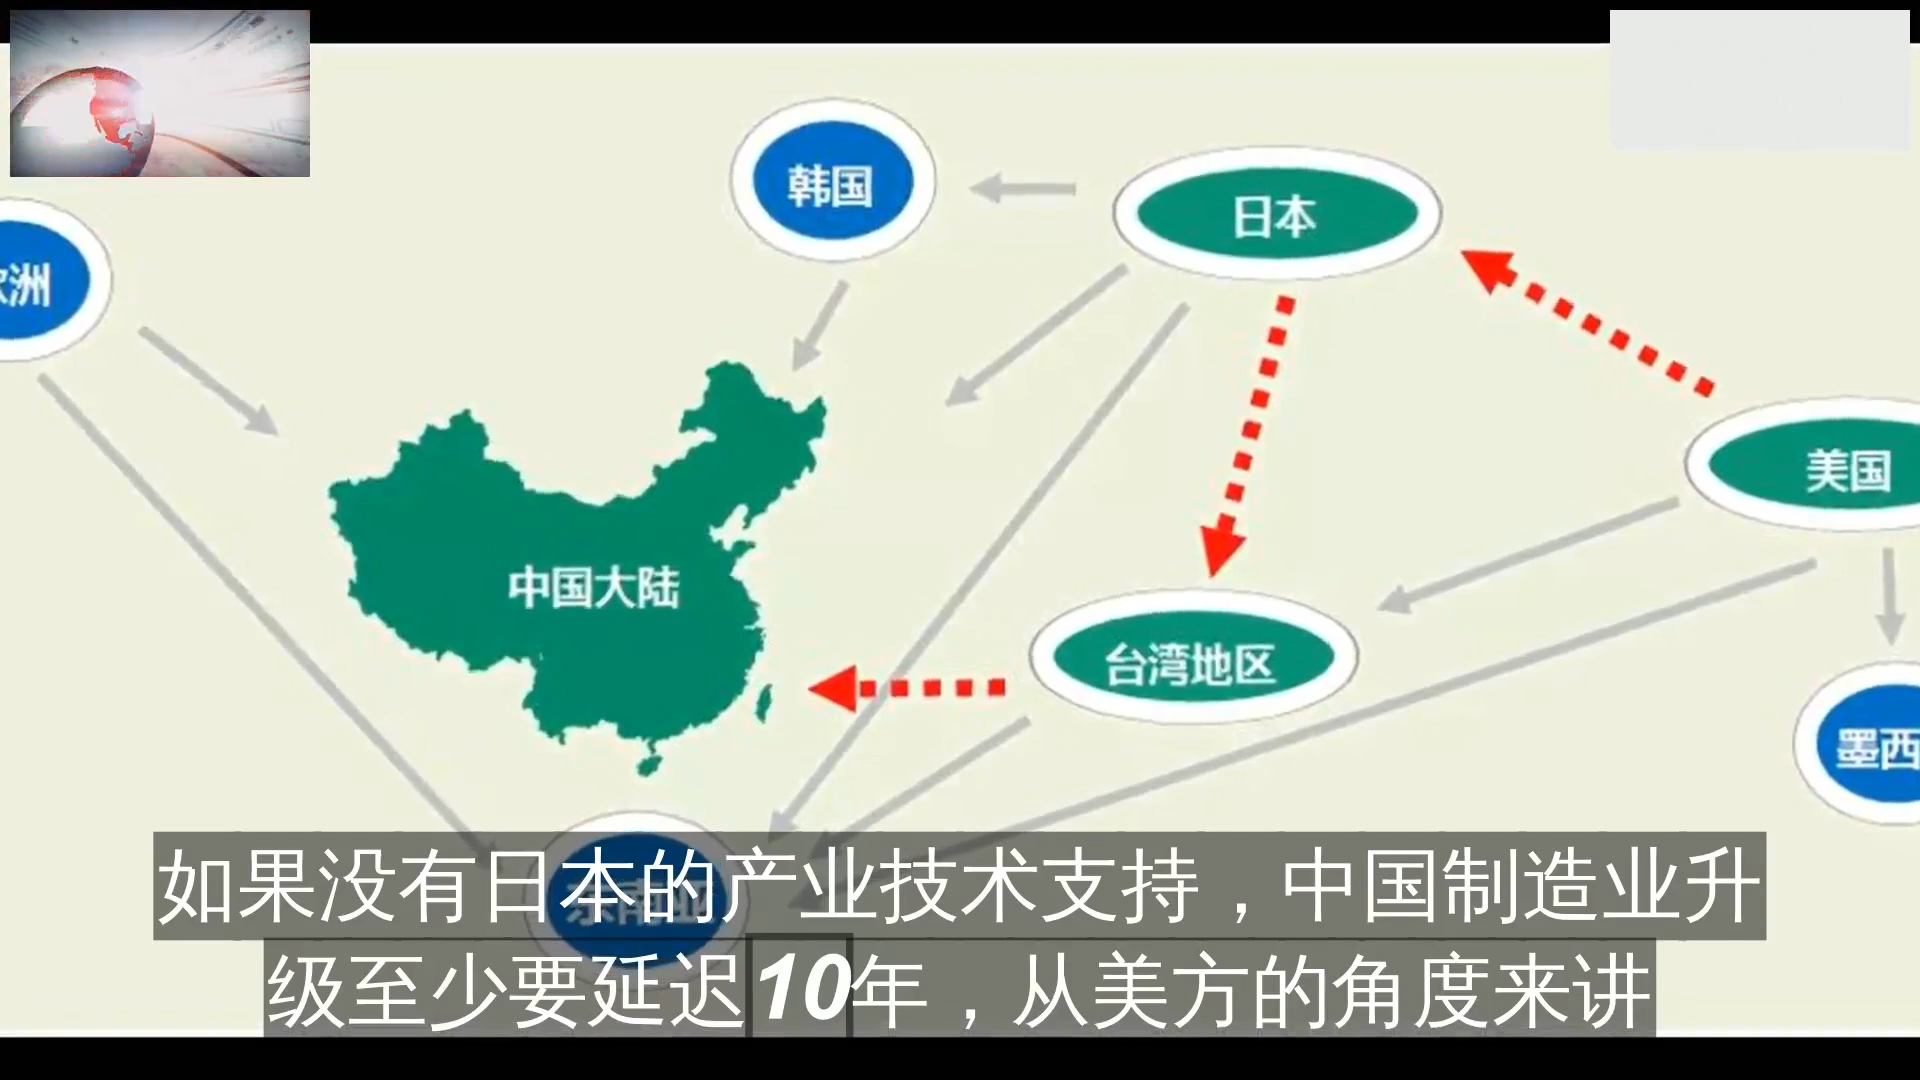 韩国
日本
洲
美国
中国大陆
台湾地区
墨西
如果没有日本的产业技术支持，中国制造业升
级至少要延迟10年，从美方的角度来讲